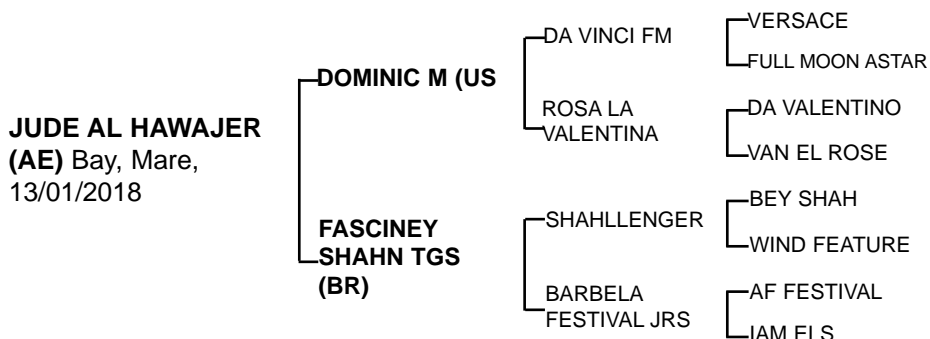 JUDE AL HAWAJER
(AE) Bay, Mare,
13/01/2018
DOMINIC M (US
FASCINEY
SHAHN TGS
(BR)
DA VINCI FM
ROSA LA
VALENTINA
SHAHLLENGER
BARBELA
FESTIVAL JRS
VERSACE
FULL MOON ASTAR
DA VALENTINO
VAN EL ROSE
BEY SHAH
WIND FEATURE
AF FESTIVAL
IAM ELS